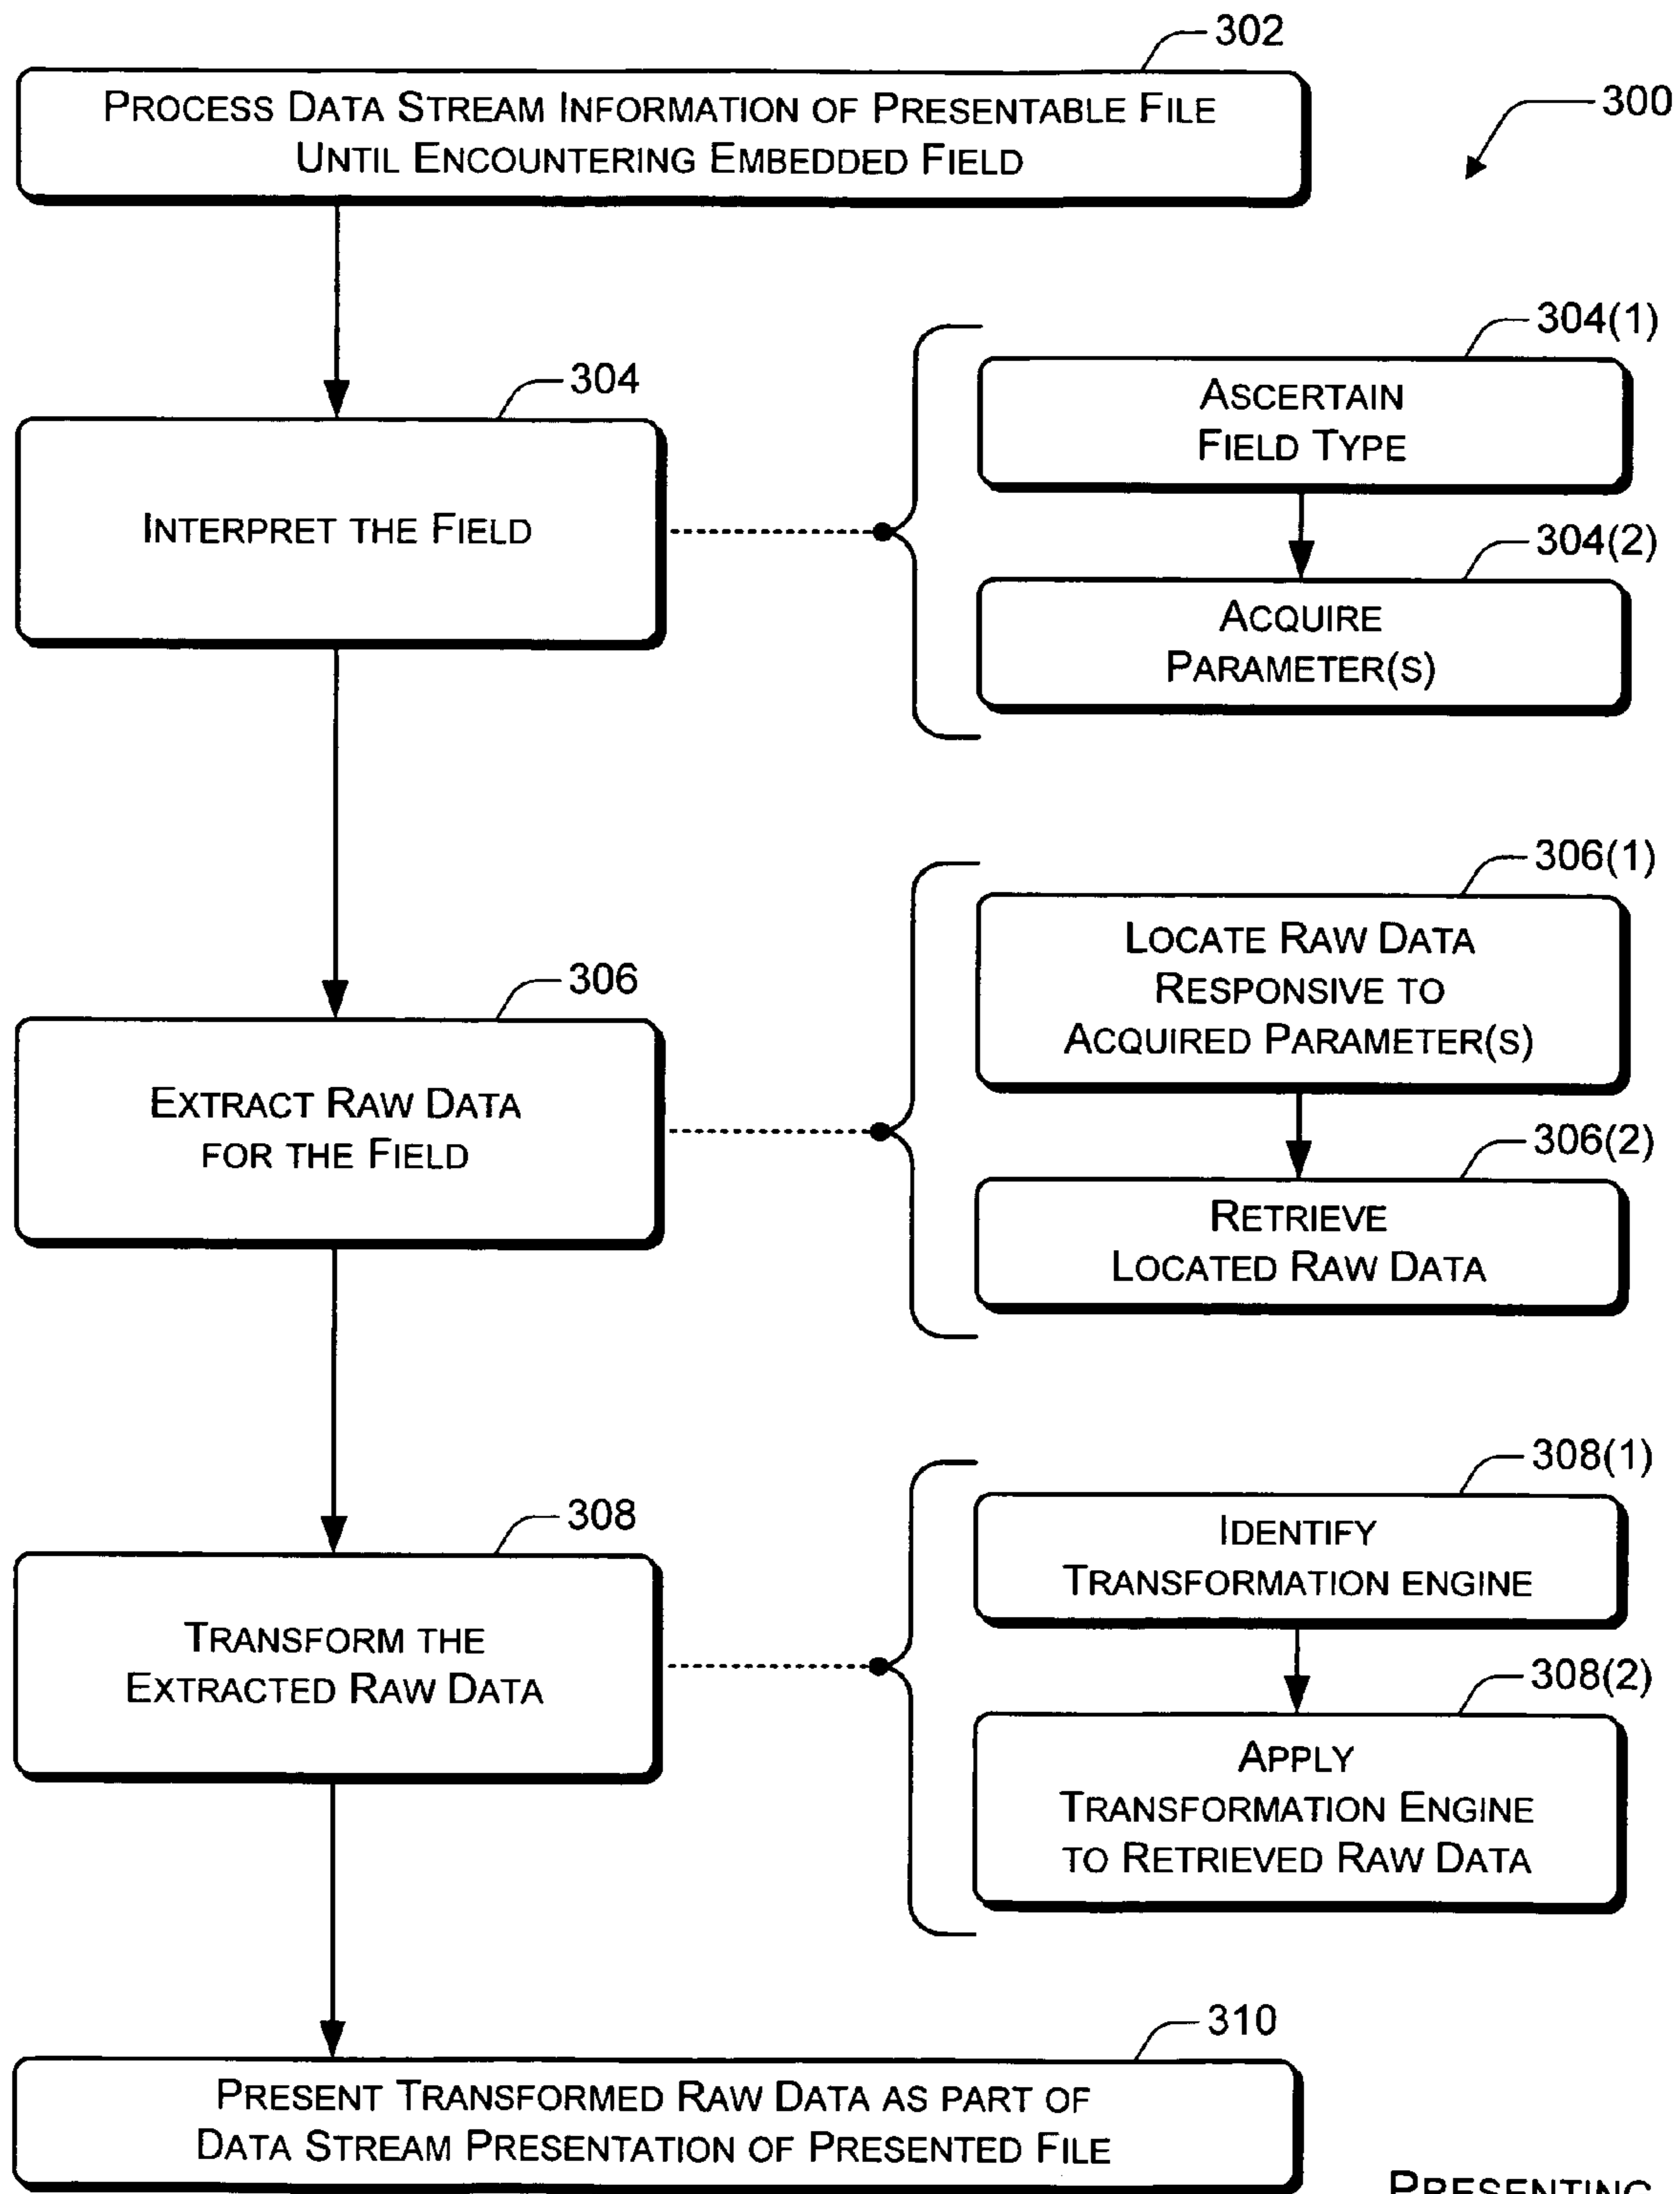 302
PROCESS DATA STREAM INFORMATION OF PRESENTABLE FILE
UNTIL ENCOUNTERING EMBEDDED FIELD
300
304
INTERPRET THE FIELD
304(1)
ASCERTAIN
FIELD TYPE
304(2)
ACQUIRE
PARAMETER(S)
306
EXTRACT RAW DATA
FOR THE FIELD
306(1)
LOCATE RAW DATA
RESPONSIVE TO
ACQUIRED PARAMETER(S)
306(2)
RETRIEVE
LOCATED RAW DATA
308
TRANSFORM THE
EXTRACTED RAW DATA
308(1)
IDENTIFY
TRANSFORMATION ENGINE
308(2)
APPLY
TRANSFORMATION ENGINE
TO RETRIEVED RAW DATA
310
PRESENT TRANSFORMED RAW DATA AS PART OF
DATA STREAM PRESENTATION OF PRESENTED FILE
PRESENTING